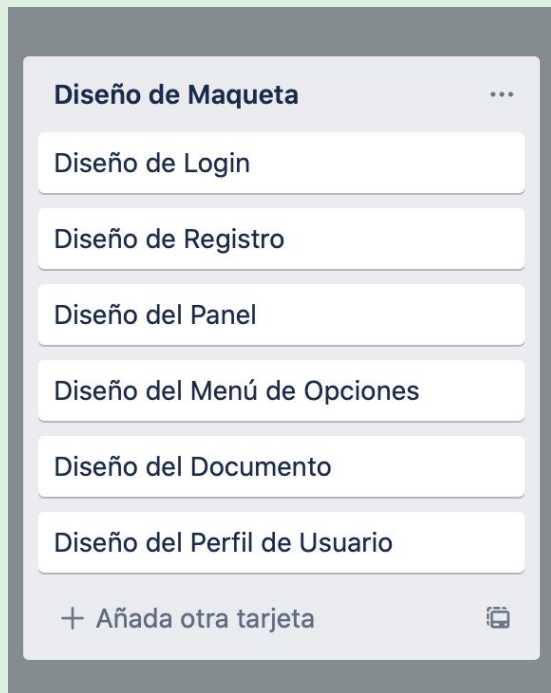 Diseño de Maqueta
Diseño de Login
Diseño de Registro
Diseño del Panel
Diseño del Menú de Opciones
Diseño del Documento
Diseño del Perfil de Usuario
+ Añada otra tarjeta